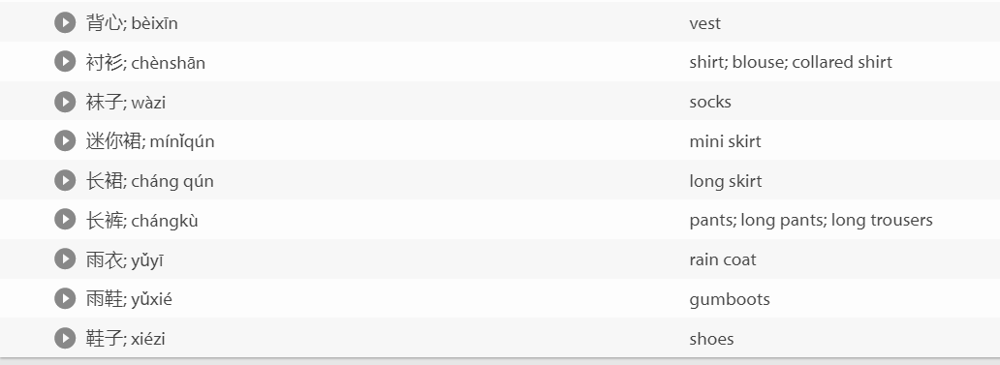 背心; bèixīn vest
衬衫; chènshān shirt; blouse; collared shirt
袜子; wàzi socks
迷你裙; mínǐqún mini skirt
长裙; cháng qún long skirt
长裤; chángkù pants; long pants; long trousers
雨衣; yǔyī rain coat
雨鞋; yǔxié gumboots
鞋子; xiézi shoes